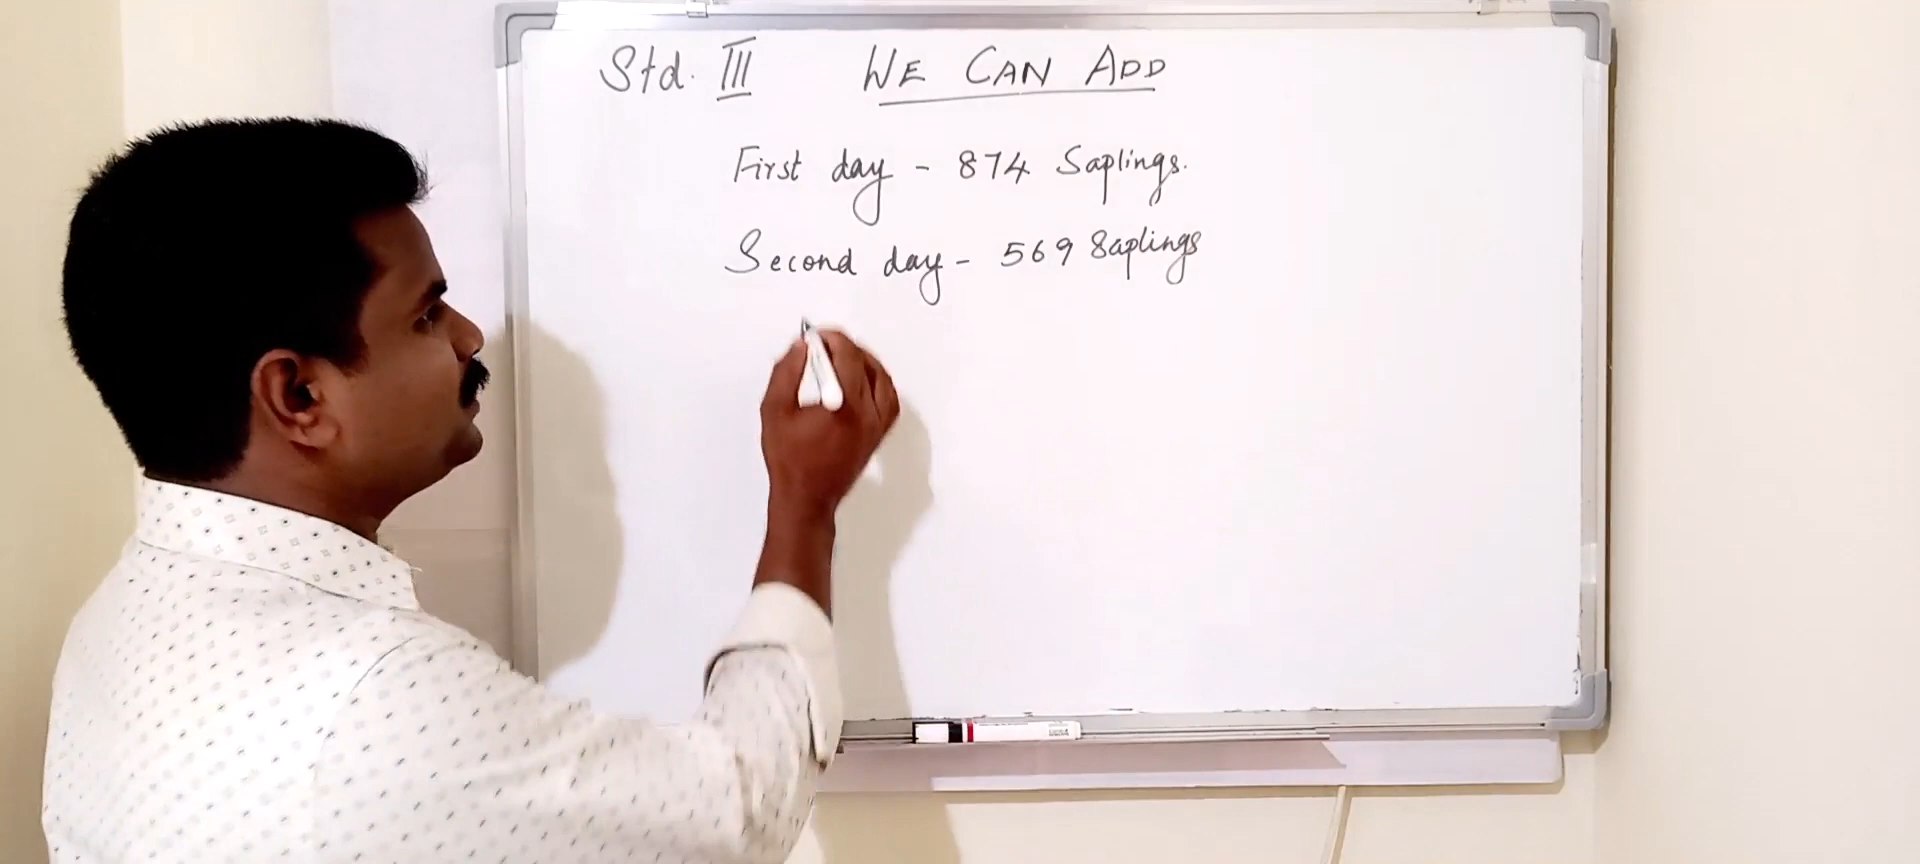 Std. III WE CAN ADD
First day - 874 Saplings.
Second day - 569 Saplings